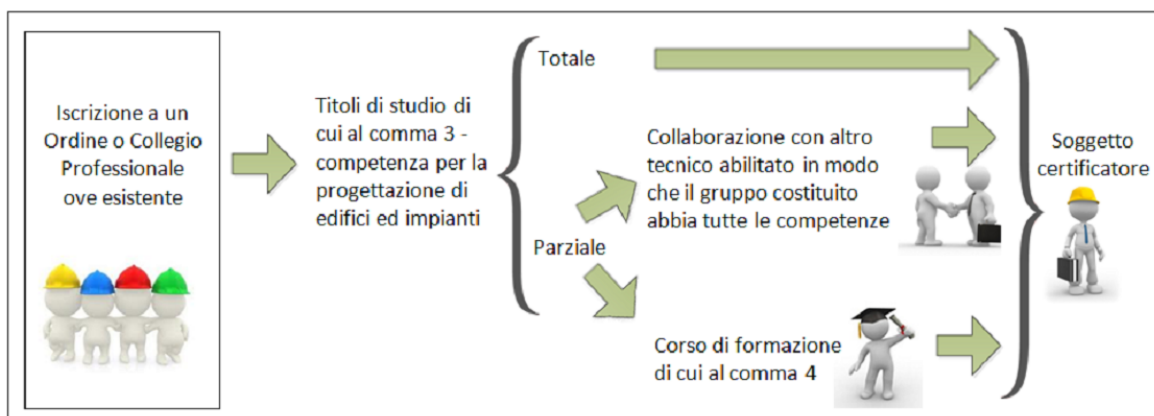 Iscrizione a un
Ordine o Collegio
Professionale
ove esistente
Titoli di studio di
cui al comma 3 -
competenza per la
progettazione di
edifici ed impianti
Totale
Parziale
Collaborazione con altro
tecnico abilitato in modo
che il gruppo costituito
abbia tutte le competenze
Corso di formazione
di cui al comma 4
Soggetto
certificatore